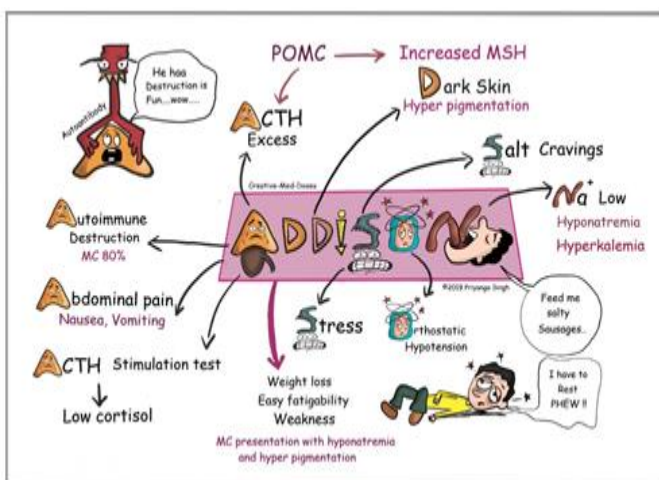 He haa
Destruction is
Fun...wow.....
Autoantibody
POMC
Increased MSH
Dark Skin
Hyper pigmentation
ACTH
Excess
Salt Cravings
Creative-Med-Doses
Na+ Low
Hyponatremia
Hyperkalemia
Autoimmune
Destruction
MC 80%
ADDiSON
©2019 Priyanga Singh
Abdominal pain
Nausea, Vomiting
Stress
Orthostatic
Hypotension
Feed me
salty
Sausages..
ACTH Stimulation test
Low cortisol
Weight loss
Easy fatigability
Weakness
I have to
Rest
PHEW !!
MC presentation with hyponatremia
and hyper pigmentation